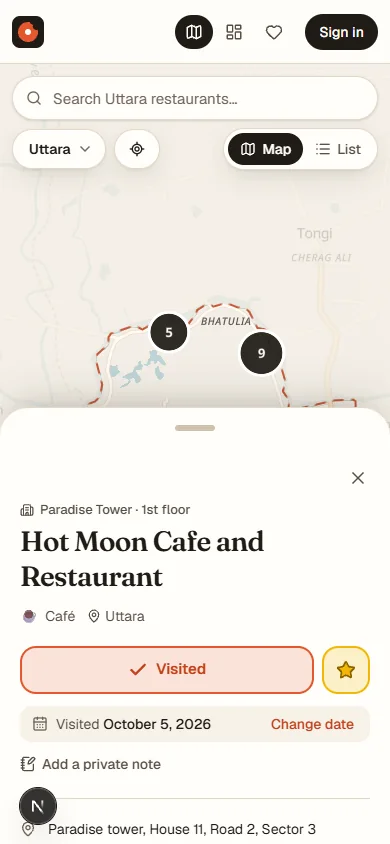 Sign in
Search Uttara restaurants...
Uttara
Map
List
Tongi
CHERAG ALI
BHATULIA
5
9
Paradise Tower · 1st floor
Hot Moon Cafe and
Restaurant
Café
Uttara
Visited
Visited October 5, 2026
Change date
Add a private note
N
Paradise tower, House 11, Road 2, Sector 3